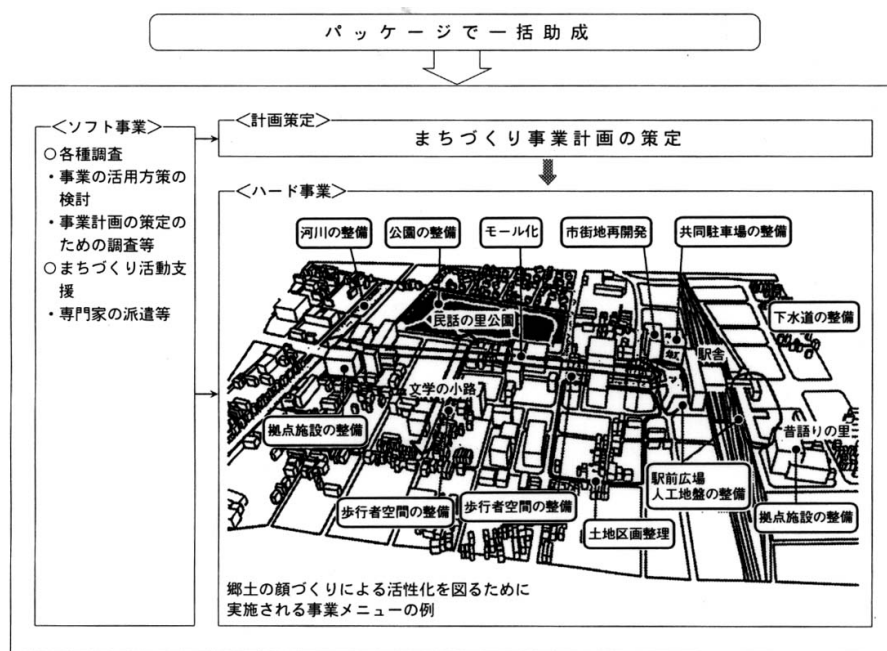 パッケージで一括助成
＜ソフト事業＞
○各種調査
・事業の活用方策の
検討
・事業計画の策定の
ための調査等
○まちづくり活動支
援
・専門家の派遣等
＜計画策定＞
まちづくり事業計画の策定
＜ハード事業＞
河川の整備
公園の整備
モール化
市街地再開発
共同駐車場の整備
下水道の整備
民話の里公園
駅舎
文学の小路
昔語りの里
拠点施設の整備
駅前広場
人工地盤の整備
歩行者空間の整備
歩行者空間の整備
土地区画整理
拠点施設の整備
郷土の顔づくりによる活性化を図るために
実施される事業メニューの例